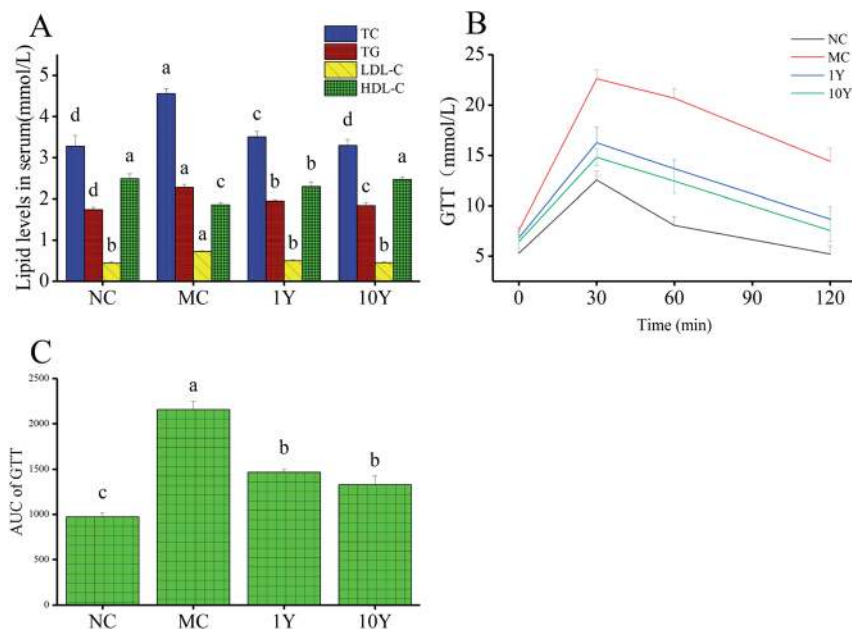 A
TC
TG
LDL-C
HDL-C
Lipid levels in serum(mmol/L)
5
4
3
2
1
0
d
d
b
a
a
a
a
c
c
b
b
b
d
c
b
a
NC
MC
1Y
10Y
B
NC
MC
1Y
10Y
GTT (mmol/L)
25
20
15
10
5
0
30
60
90
120
Time (min)
C
AUC of GTT
2500
2000
1500
1000
500
0
c
a
b
b
NC
MC
1Y
10Y